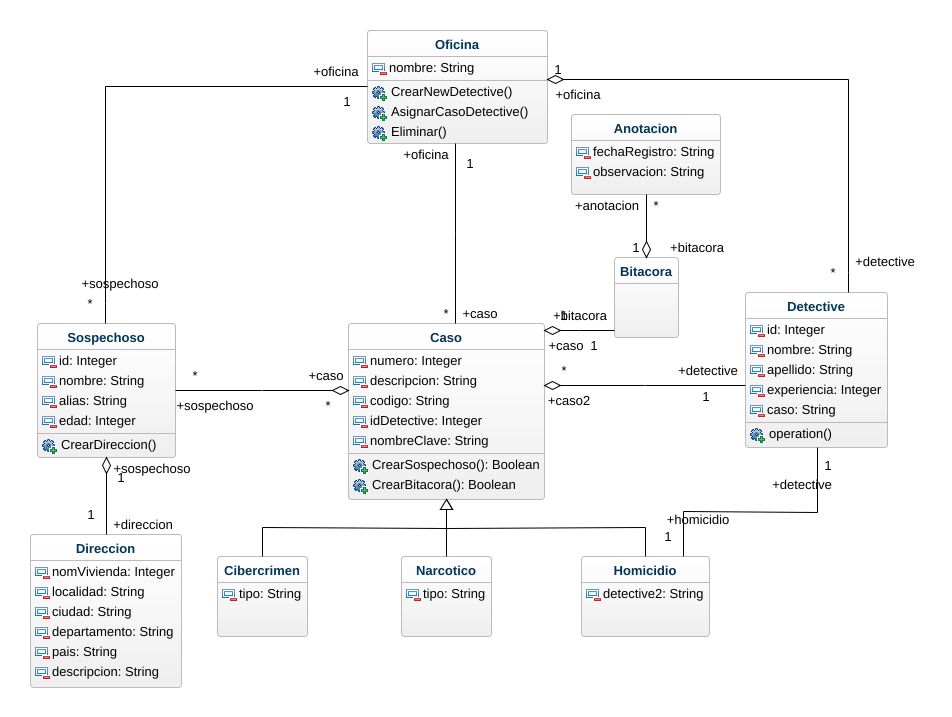 Oficina
nombre: String
CrearNewDetective()
AsignarCasoDetective()
Eliminar()
+oficina
1
1
+oficina
+oficina
1
Anotacion
fechaRegistro: String
observacion: String
+anotacion
*
1
+bitacora
Bitacora
+detective
*
+sospechoso
*
*
+caso
+bitacora
1
+caso
1
Sospechoso
id: Integer
nombre: String
alias: String
edad: Integer
CrearDireccion()
*
+sospechoso
+caso
*
Caso
numero: Integer
descripcion: String
codigo: String
idDetective: Integer
nombreClave: String
CrearSospechoso(): Boolean
CrearBitacora(): Boolean
*
+caso2
+detective
1
Detective
id: Integer
nombre: String
apellido: String
experiencia: Integer
caso: String
operation()
1
+detective
+homicidio
1
+sospechoso
1
1
+direccion
Direccion
nomVivienda: Integer
localidad: String
ciudad: String
departamento: String
pais: String
descripcion: String
Cibercrimen
tipo: String
Narcotico
tipo: String
Homicidio
detective2: String